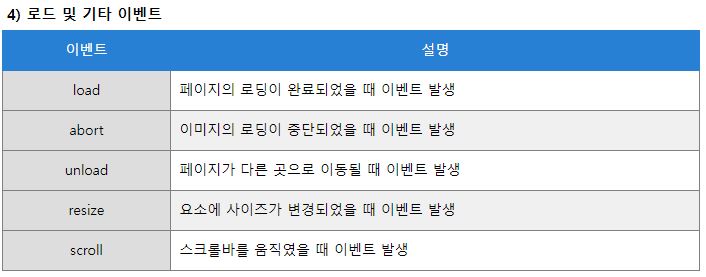 4) 로드 및 기타 이벤트
이벤트 설명
load 페이지의 로딩이 완료되었을 때 이벤트 발생
abort 이미지의 로딩이 중단되었을 때 이벤트 발생
unload 페이지가 다른 곳으로 이동될 때 이벤트 발생
resize 요소에 사이즈가 변경되었을 때 이벤트 발생
scroll 스크롤바를 움직였을 때 이벤트 발생